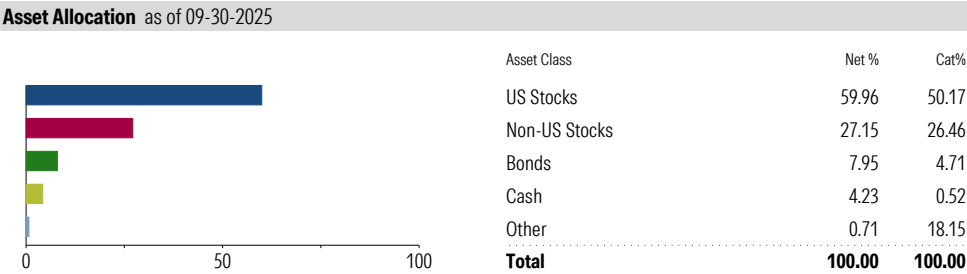 Asset Allocation as of 09-30-2025
Asset Class Net % Cat%
US Stocks 59.96 50.17
Non-US Stocks 27.15 26.46
Bonds 7.95 4.71
Cash 4.23 0.52
Other 0.71 18.15
0 50 100
Total 100.00 100.00